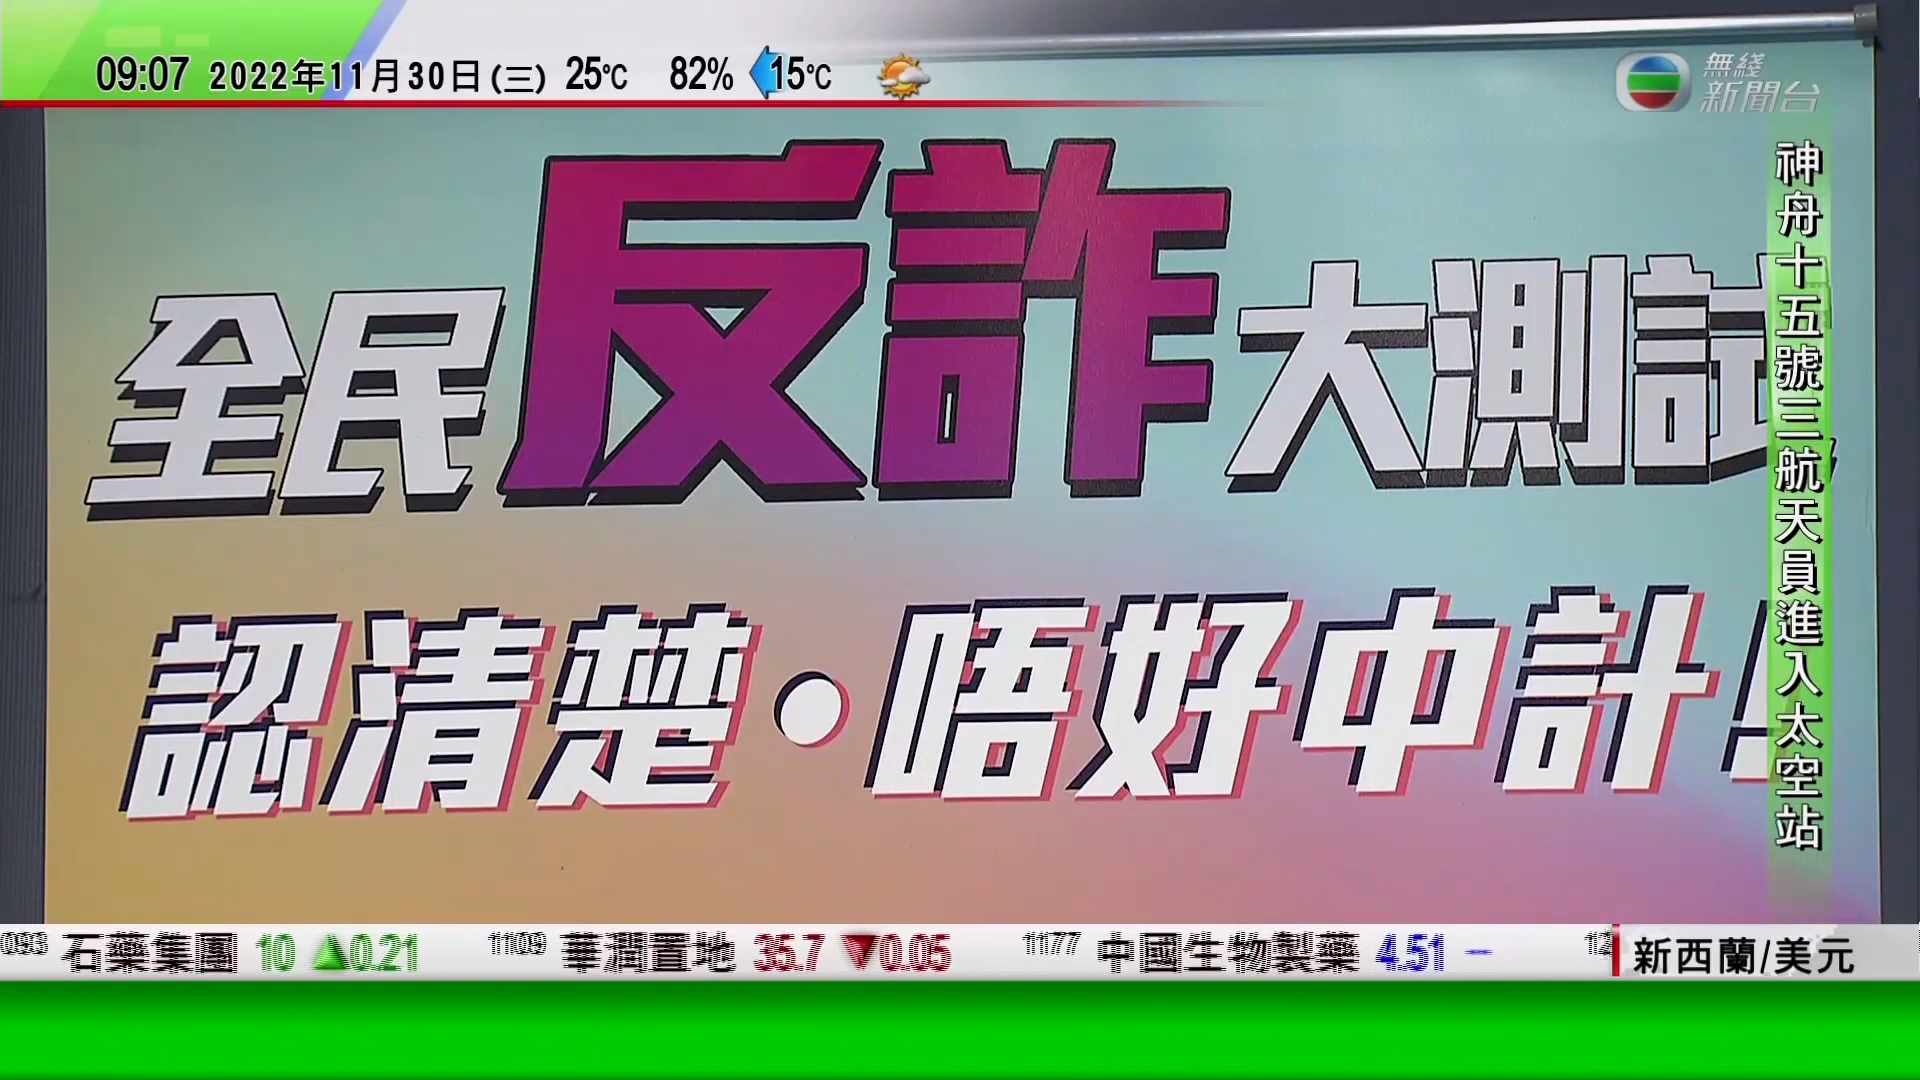 09:07 2022年11月30日(三) 25℃ 82% 15℃
無綫
新聞台
全民反詐大測試
認清楚・唔好中計!
神舟十五號三航天員進入太空站
093 石藥集團 10 ▲0.21 1109 華潤置地 35.7 ▼0.05 1177 中國生物製藥 4.51 – 12
新西蘭/美元